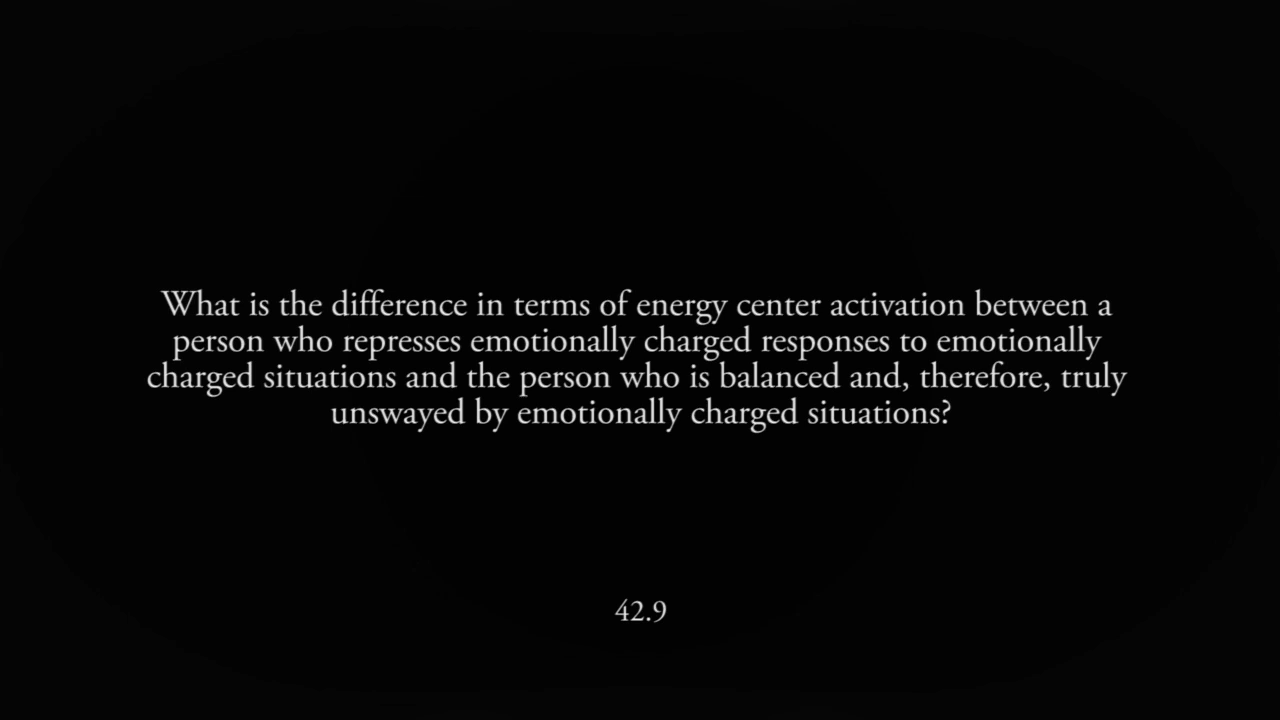 What is the difference in terms of energy center activation between a
person who represses emotionally charged responses to emotionally
charged situations and the person who is balanced and, therefore, truly
unswayed by emotionally charged situations?
42.9